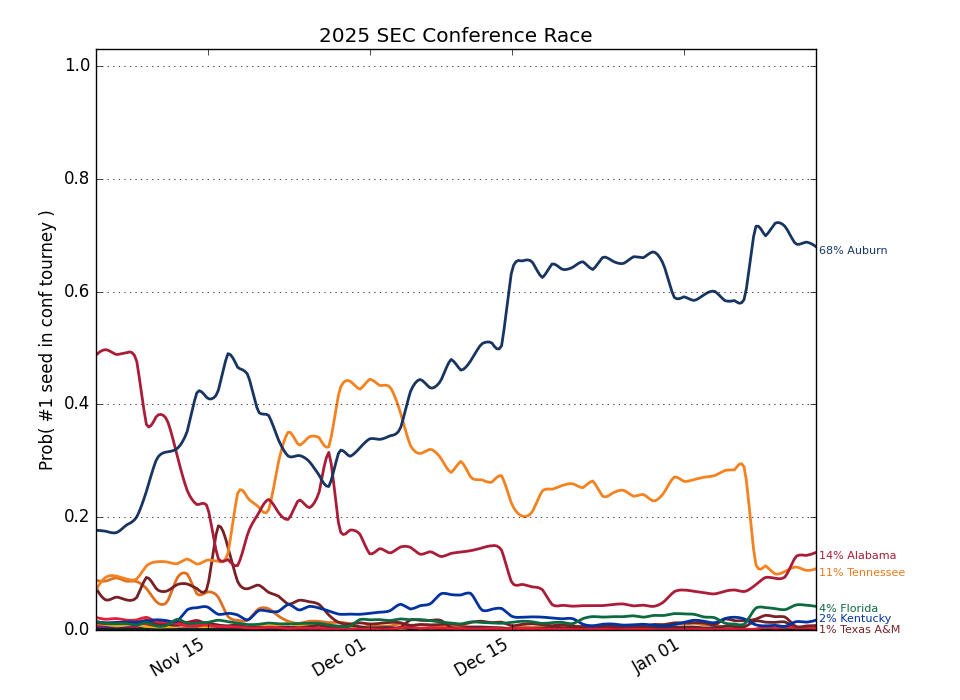 2025 SEC Conference Race
Prob( #1 seed in conf tourney )
1.0
0.8
0.6
0.4
0.2
0.0
Nov 15
Dec 01
Dec 15
Jan 01
68% Auburn
14% Alabama
11% Tennessee
4% Florida
2% Kentucky
1% Texas A&M